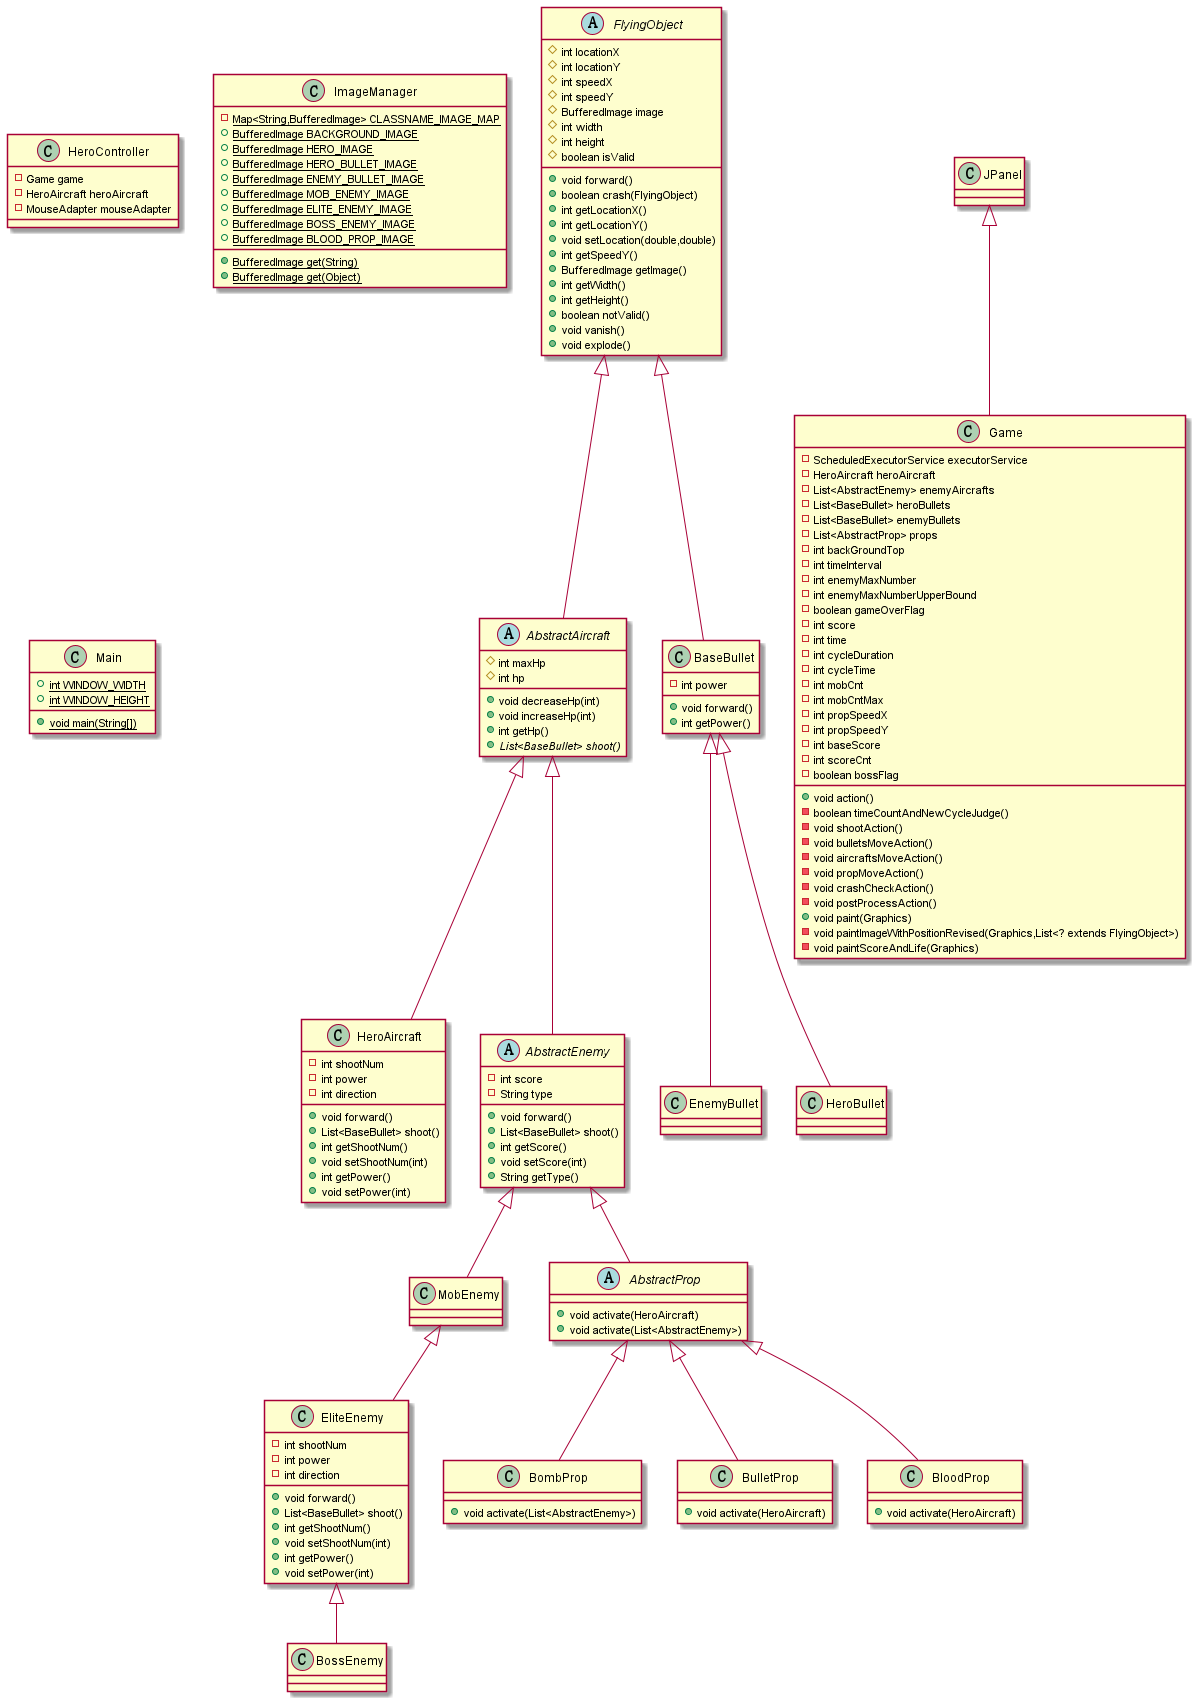 C HeroController
Game game
HeroAircraft heroAircraft
MouseAdapter mouseAdapter
C ImageManager
Map<String,BufferedImage> CLASSNAME_IMAGE_MAP
BufferedImage BACKGROUND_IMAGE
BufferedImage HERO_IMAGE
BufferedImage HERO_BULLET_IMAGE
BufferedImage ENEMY_BULLET_IMAGE
BufferedImage MOB_ENEMY_IMAGE
BufferedImage ELITE_ENEMY_IMAGE
BufferedImage BOSS_ENEMY_IMAGE
BufferedImage BLOOD_PROP_IMAGE
BufferedImage get(String)
BufferedImage get(Object)
A FlyingObject
int locationX
int locationY
int speedX
int speedY
BufferedImage image
int width
int height
boolean isValid
void forward()
boolean crash(FlyingObject)
int getLocationX()
int getLocationY()
void setLocation(double,double)
int getSpeedY()
BufferedImage getImage()
int getWidth()
int getHeight()
boolean notValid()
void vanish()
void explode()
C JPanel
C Main
int WINDOW_WIDTH
int WINDOW_HEIGHT
void main(String[])
A AbstractAircraft
int maxHp
int hp
void decreaseHp(int)
void increaseHp(int)
int getHp()
List<BaseBullet> shoot()
C BaseBullet
int power
void forward()
int getPower()
C Game
ScheduledExecutorService executorService
HeroAircraft heroAircraft
List<AbstractEnemy> enemyAircrafts
List<BaseBullet> heroBullets
List<BaseBullet> enemyBullets
List<AbstractProp> props
int backGroundTop
int timeInterval
int enemyMaxNumber
int enemyMaxNumberUpperBound
boolean gameOverFlag
int score
int time
int cycleDuration
int cycleTime
int mobCnt
int mobCntMax
int propSpeedX
int propSpeedY
int baseScore
int scoreCnt
boolean bossFlag
void action()
boolean timeCountAndNewCycleJudge()
void shootAction()
void bulletsMoveAction()
void aircraftsMoveAction()
void propMoveAction()
void crashCheckAction()
void postProcessAction()
void paint(Graphics)
void paintImageWithPositionRevised(Graphics,List<? extends FlyingObject>)
void paintScoreAndLife(Graphics)
C HeroAircraft
int shootNum
int power
int direction
void forward()
List<BaseBullet> shoot()
int getShootNum()
void setShootNum(int)
int getPower()
void setPower(int)
A AbstractEnemy
int score
String type
void forward()
List<BaseBullet> shoot()
int getScore()
void setScore(int)
String getType()
C EnemyBullet
C HeroBullet
C MobEnemy
A AbstractProp
void activate(HeroAircraft)
void activate(List<AbstractEnemy>)
C EliteEnemy
int shootNum
int power
int direction
void forward()
List<BaseBullet> shoot()
int getShootNum()
void setShootNum(int)
int getPower()
void setPower(int)
C BombProp
void activate(List<AbstractEnemy>)
C BulletProp
void activate(HeroAircraft)
C BloodProp
void activate(HeroAircraft)
C BossEnemy